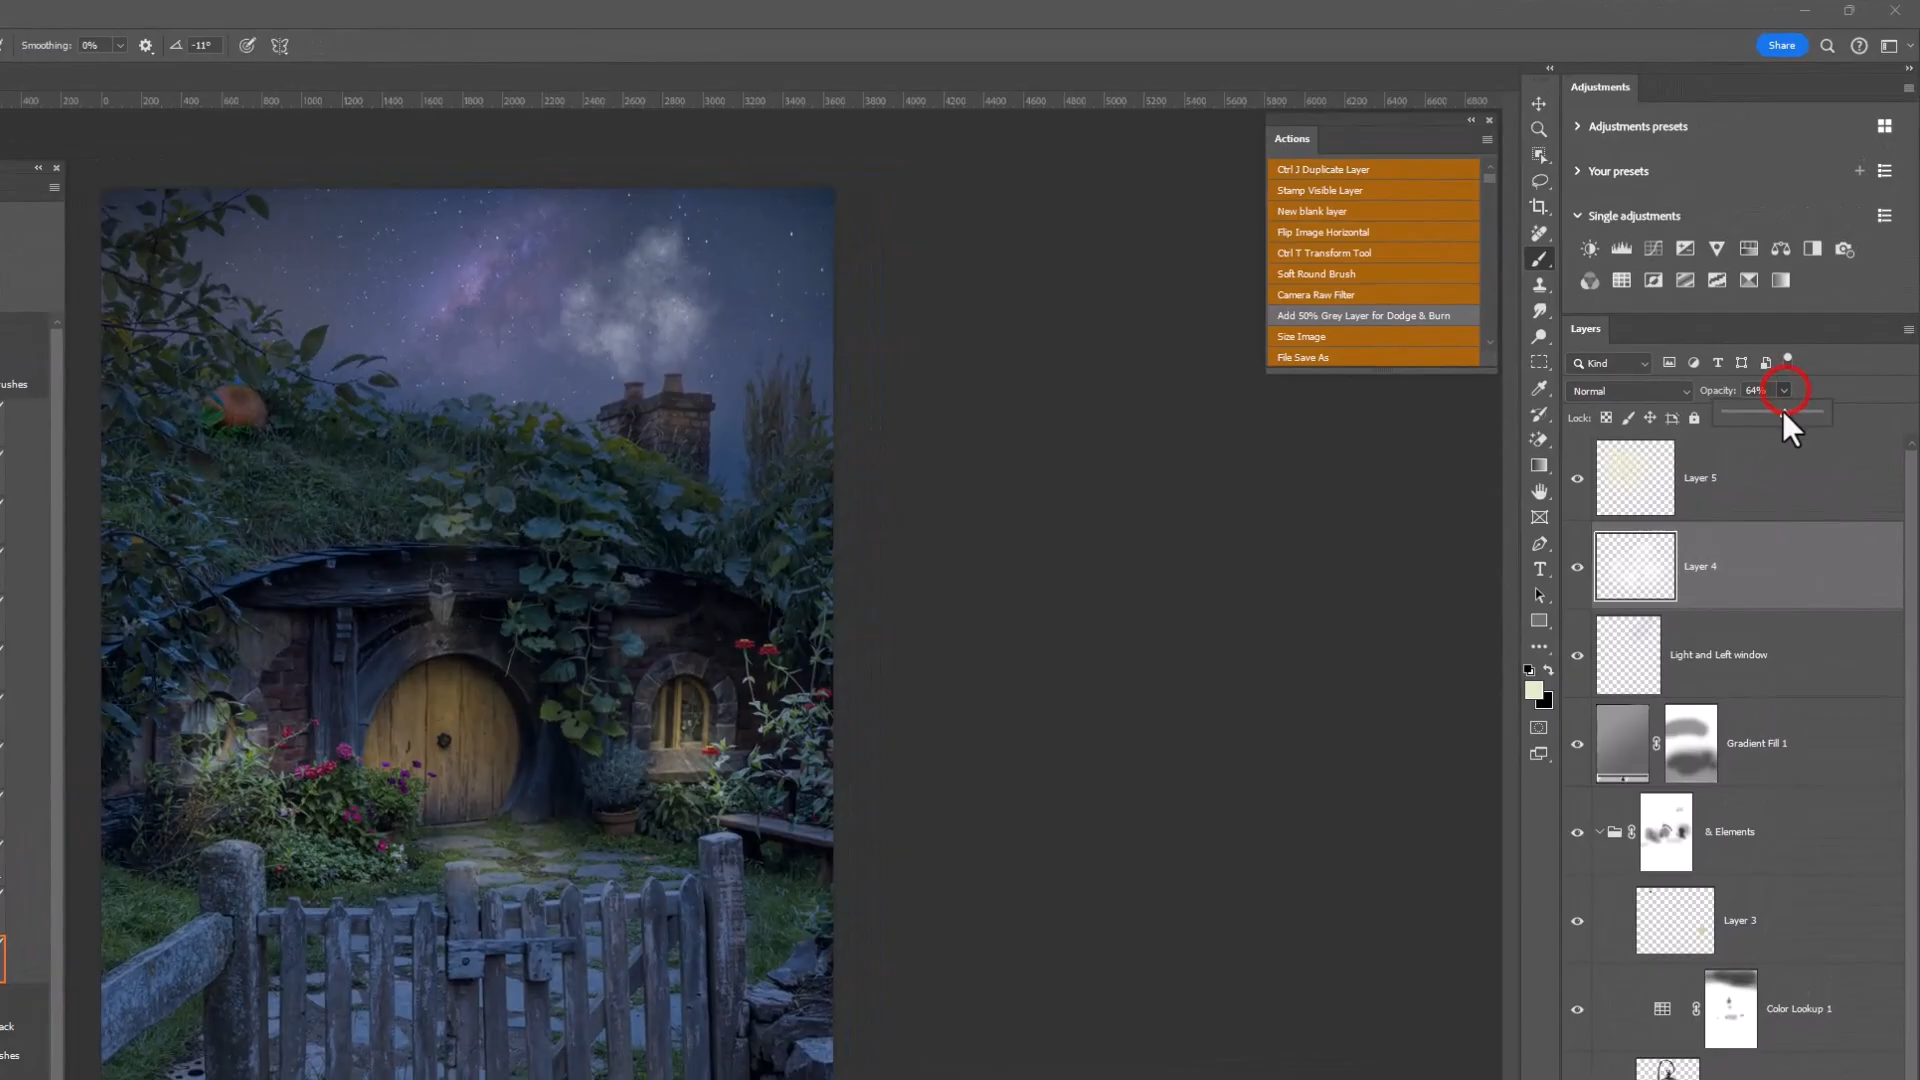 Smoothing: 0%
-11°
Share
400 200 0 200 400 600 800 1000 1200 1400 1600 1800 2000 2200 2400 2600 2800 3000 3200 3400 3600 3800 4000 4200 4400 4600 4800 5000 5200 5400 5600 5800 6000 6200 6400 6600 6800
Adjustments
Adjustments presets
Your presets
Single adjustments
Actions
Ctrl J Duplicate Layer
Stamp Visible Layer
New blank layer
Flip Image Horizontal
Ctrl T Transform Tool
Soft Round Brush
Camera Raw Filter
Add 50% Grey Layer for Dodge & Burn
Size Image
File Save As
Layers
Kind
Normal
Opacity: 64%
Lock:
Layer 5
Layer 4
Light and Left window
Gradient Fill 1
& Elements
Layer 3
Color Lookup 1
rushes
ack
shes